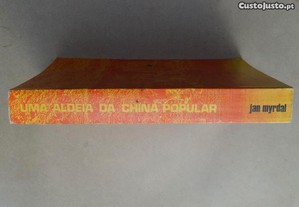 CustoJusto.pt
UMA ALDEIA DA CHINA POPULAR jan myrdal